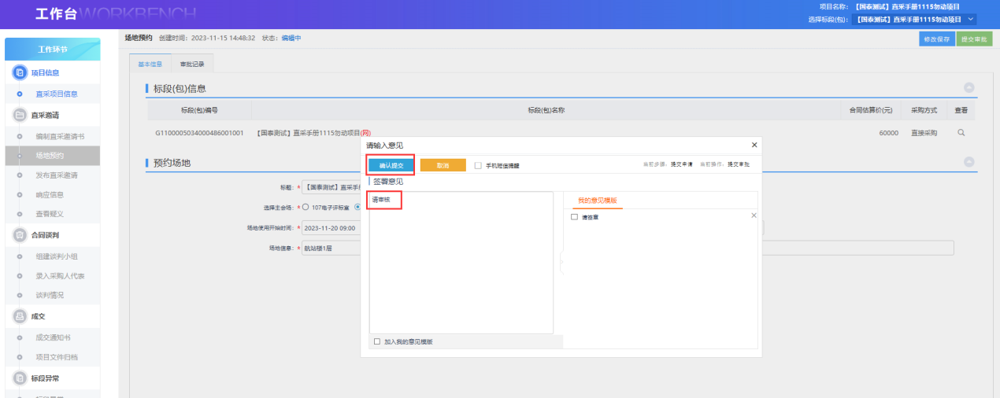 工作台WORKBENCH
项目名称: 【国泰测试】直采手册1115勿动项目
选择标段(包): 【国泰测试】直采手册1115勿动项目
场地预约 创建时间: 2023-11-15 14:48:32 状态: 编辑中
修改保存 提交审批
工作环节
项目信息
直采项目信息
直采邀请
编制直采邀请书
场地预约
发布直采邀请
响应信息
查看疑义
合同谈判
组建谈判小组
录入采购人代表
谈判情况
成交
成交通知书
项目文件归档
标段异常
基本信息 审批记录
标段(包)信息
标段(包)编号 标段(包)名称 合同估算价(元) 采购方式 查看
G1100005034000486001001 【国泰测试】直采手册1115勿动项目(网) 60000 直接采购
预约场地
标题: * 【国泰测试】直采手
选择主会场: * 107电子评标室
场地使用开始时间: * 2023-11-20 09:00
场地信息: * 航站楼1层
请输入意见 ×
确认提交 取消 手机短信提醒 当前步骤: 提交申请 当前操作: 提交审批
签署意见
请审核
我的意见模版
请签章 ×
加入我的意见模版